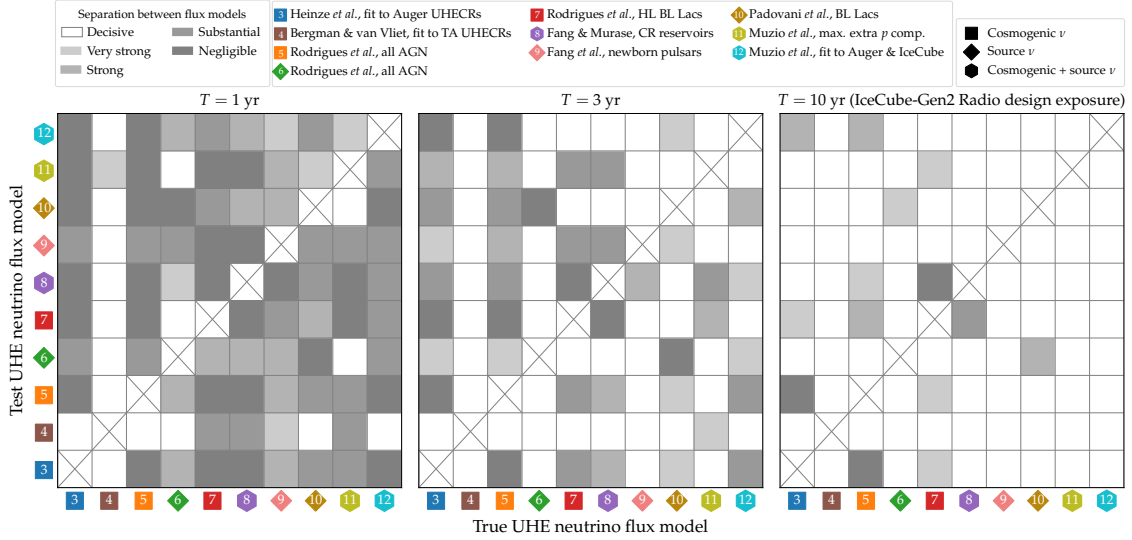 Separation between flux models
Decisive
Very strong
Strong
Substantial
Negligible
3 Heinze et al., fit to Auger UHECRs
4 Bergman & van Vliet, fit to TA UHECRs
5 Rodrigues et al., all AGN
6 Rodrigues et al., all AGN
7 Rodrigues et al., HL BL Lacs
8 Fang & Murase, CR reservoirs
9 Fang et al., newborn pulsars
10 Padovani et al., BL Lacs
11 Muzio et al., max. extra p comp.
12 Muzio et al., fit to Auger & IceCube
Cosmogenic ν
Source ν
Cosmogenic + source ν
T = 1 yr
T = 3 yr
T = 10 yr (IceCube-Gen2 Radio design exposure)
Test UHE neutrino flux model
12
11
10
9
8
7
6
5
4
3
3 4 5 6 7 8 9 10 11 12
3 4 5 6 7 8 9 10 11 12
3 4 5 6 7 8 9 10 11 12
True UHE neutrino flux model